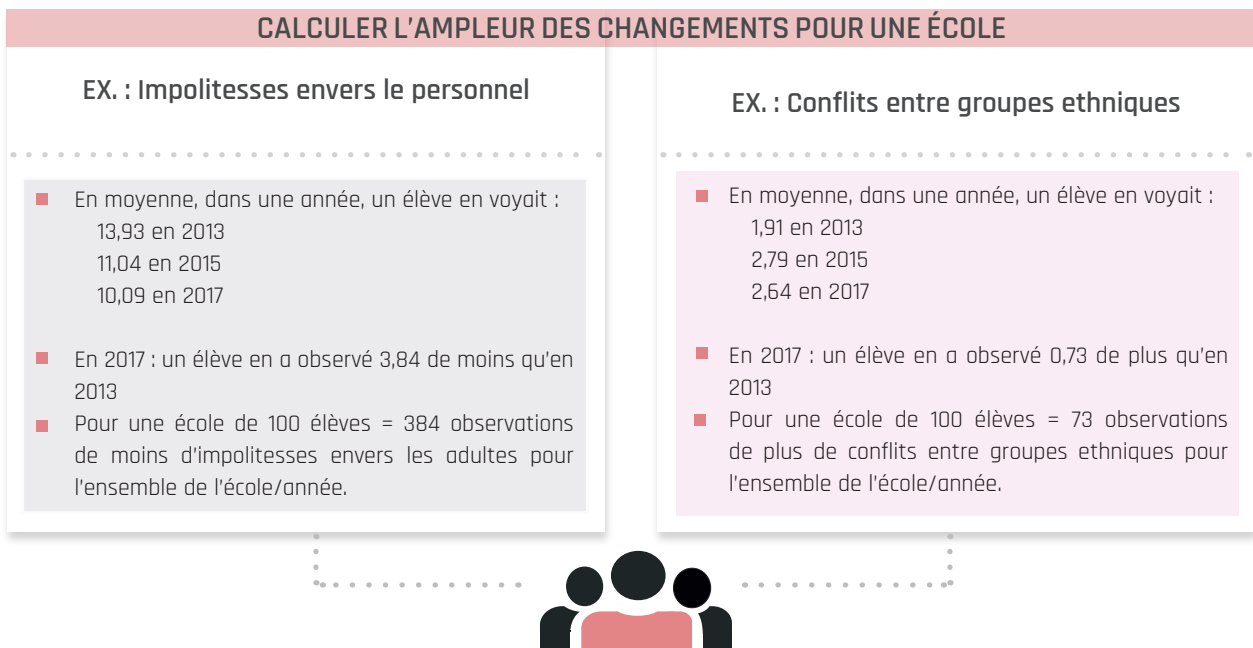 CALCULER L'AMPLEUR DES CHANGEMENTS POUR UNE ÉCOLE
EX. : Impolitesses envers le personnel
En moyenne, dans une année, un élève en voyait :
13,93 en 2013
11,04 en 2015
10,09 en 2017
En 2017 : un élève en a observé 3,84 de moins qu'en
2013
Pour une école de 100 élèves = 384 observations
de moins d'impolitesses envers les adultes pour
l'ensemble de l'école/année.
EX. : Conflits entre groupes ethniques
En moyenne, dans une année, un élève en voyait :
1,91 en 2013
2,79 en 2015
2,64 en 2017
En 2017 : un élève en a observé 0,73 de plus qu'en
2013
Pour une école de 100 élèves = 73 observations
de plus de conflits entre groupes ethniques pour
l'ensemble de l'école/année.